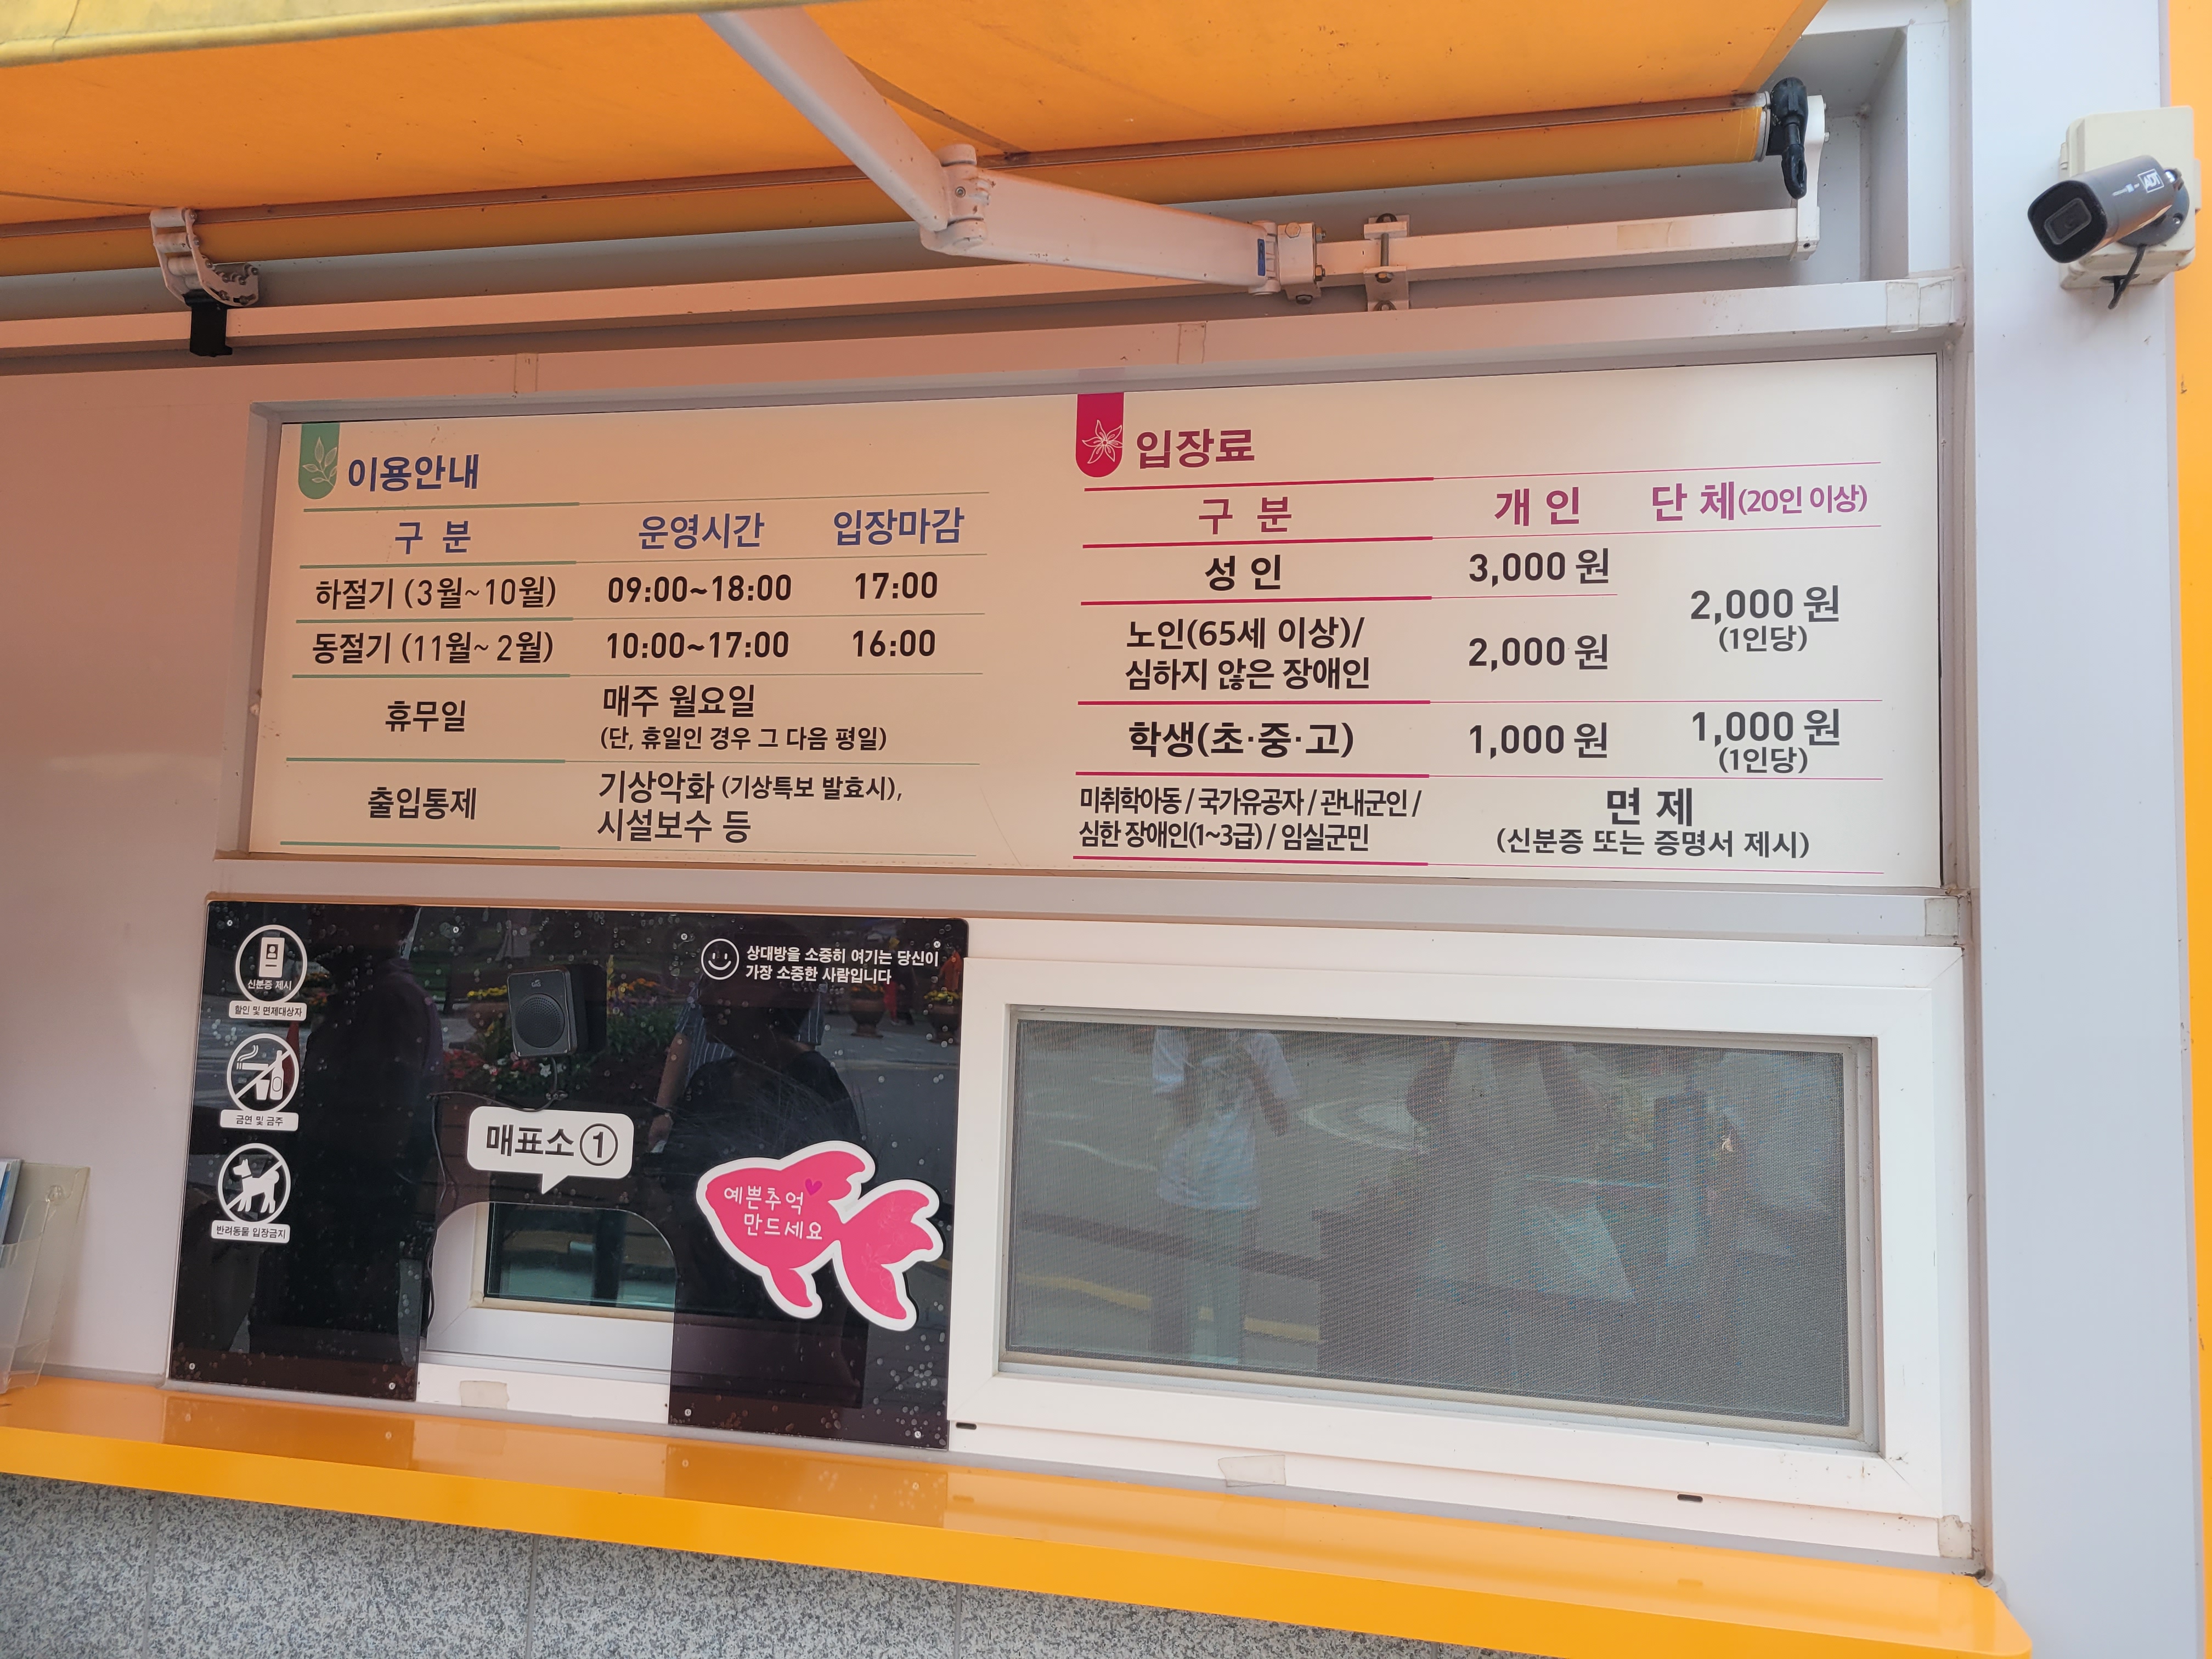 이용안내
구 분 운영시간 입장마감
하절기 (3월~10월) 09:00~18:00 17:00
동절기 (11월~2월) 10:00~17:00 16:00
휴무일 매주 월요일
(단, 휴일인 경우 그 다음 평일)
출입통제 기상악화 (기상특보 발효시),
시설보수 등
입장료
구 분 개 인 단 체(20인 이상)
성 인 3,000 원
2,000 원
(1인당)
노인(65세 이상)/
심하지 않은 장애인
2,000 원
학생(초·중·고) 1,000 원 1,000 원
(1인당)
미취학아동 / 국가유공자 / 관내군인 /
심한 장애인(1~3급) / 임실군민
면 제
(신분증 또는 증명서 제시)
신분증 제시
할인 및 면제대상자
금연 및 금주
반려동물 입장금지
상대방을 소중히 여기는 당신이
가장 소중한 사람입니다
매표소 ①
예쁜추억
만드세요
ADT